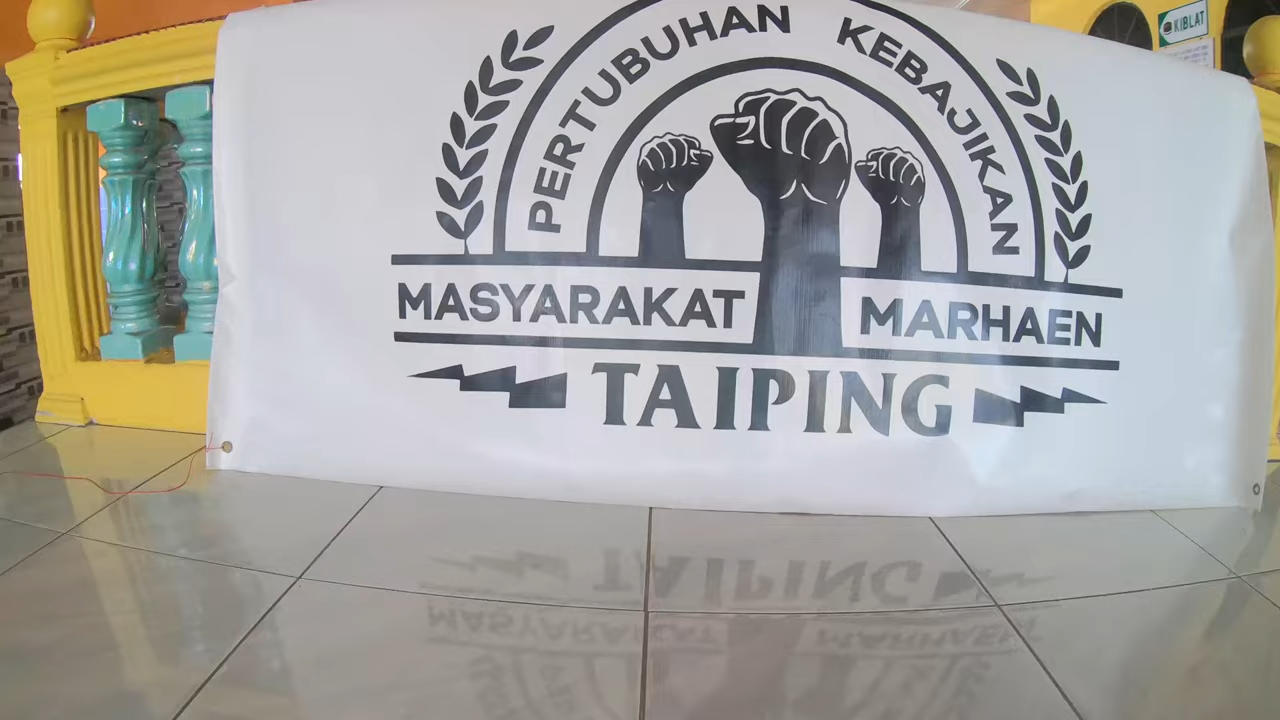 PERTUBUHAN KEBAJIKAN
MASYARAKAT MARHAEN
TAIPING
KIBLAT